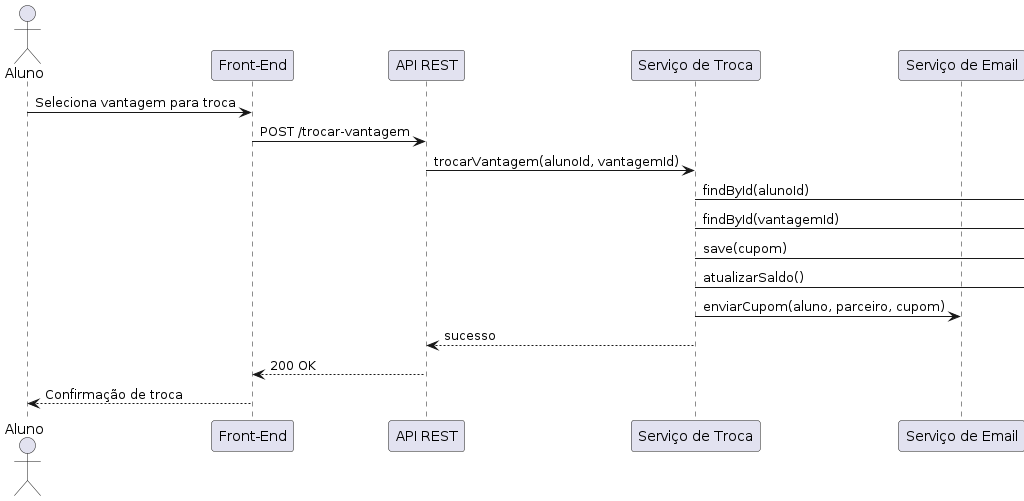 Aluno
Front-End
API REST
Serviço de Troca
Serviço de Email
Seleciona vantagem para troca
POST /trocar-vantagem
trocarVantagem(alunoId, vantagemId)
findById(alunoId)
findById(vantagemId)
save(cupom)
atualizarSaldo()
enviarCupom(aluno, parceiro, cupom)
sucesso
200 OK
Confirmação de troca
Aluno
Front-End
API REST
Serviço de Troca
Serviço de Email